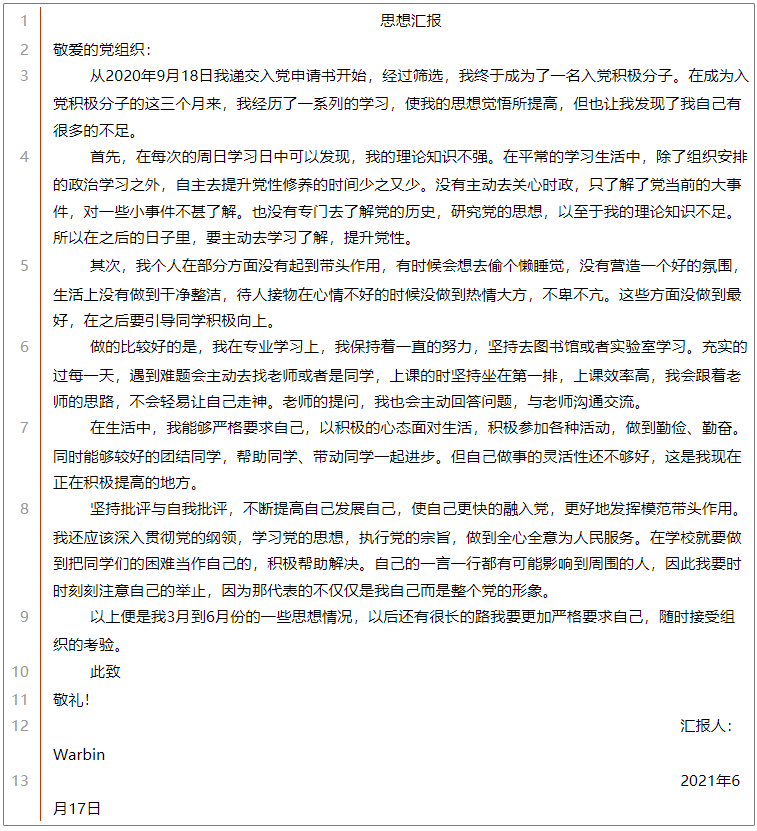 1 思想汇报
2 敬爱的党组织：
3 从2020年9月18日我递交入党申请书开始，经过筛选，我终于成为了一名入党积极分子。在成为入
党积极分子的这三个月来，我经历了一系列的学习，使我的思想觉悟所提高，但也让我发现了我自己有
很多的不足。
4 首先，在每次的周日学习日中可以发现，我的理论知识不强。在平常的学习生活中，除了组织安排
的政治学习之外，自主去提升党性修养的时间少之又少。没有主动去关心时政，只了解了党当前的大事
件，对一些小事件不甚了解。也没有专门去了解党的历史，研究党的思想，以至于我的理论知识不足。
所以在之后的日子里，要主动去学习了解，提升党性。
5 其次，我个人在部分方面没有起到带头作用，有时候会想去偷个懒睡觉，没有营造一个好的氛围，
生活上没有做到干净整洁，待人接物在心情不好的时候没做到热情大方，不卑不亢。这些方面没做到最
好，在之后要引导同学积极向上。
6 做的比较好的是，我在专业学习上，我保持着一直的努力，坚持去图书馆或者实验室学习。充实的
过每一天，遇到难题会主动去找老师或者是同学，上课的时坚持坐在第一排，上课效率高，我会跟着老
师的思路，不会轻易让自己走神。老师的提问，我也会主动回答问题，与老师沟通交流。
7 在生活中，我能够严格要求自己，以积极的心态面对生活，积极参加各种活动，做到勤俭、勤奋。
同时能够较好的团结同学，帮助同学、带动同学一起进步。但自己做事的灵活性还不够好，这是我现在
正在积极提高的地方。
8 坚持批评与自我批评，不断提高自己发展自己，使自己更快的融入党，更好地发挥模范带头作用。
我还应该深入贯彻党的纲领，学习党的思想，执行党的宗旨，做到全心全意为人民服务。在学校就要做
到把同学们的困难当作自己的，积极帮助解决。自己的一言一行都有可能影响到周围的人，因此我要时
时刻刻注意自己的举止，因为那代表的不仅仅是我自己而是整个党的形象。
9 以上便是我3月到6月份的一些思想情况，以后还有很长的路我要更加严格要求自己，随时接受组
织的考验。
10 此致
11 敬礼！
12 汇报人：
Warbin
13 2021年6
月17日